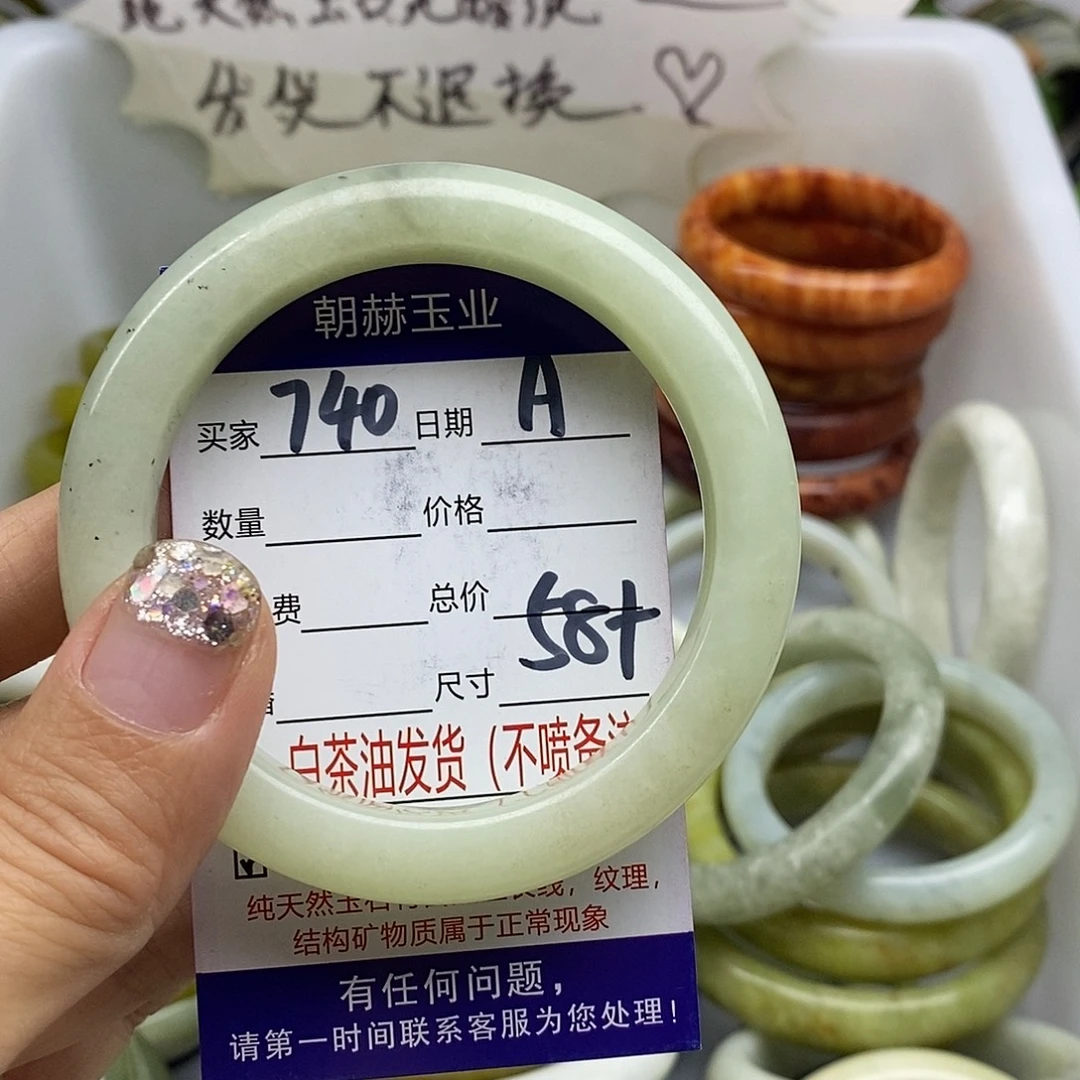 发货不退换
朝赫玉业
买家 740 日期 A
数量 价格
费 总价
58+
尺寸
白茶油发货（不喷备注
纯天然玉石
纹理，
结构矿物质属于正常现象
有任何问题，
请第一时间联系客服为您处理！